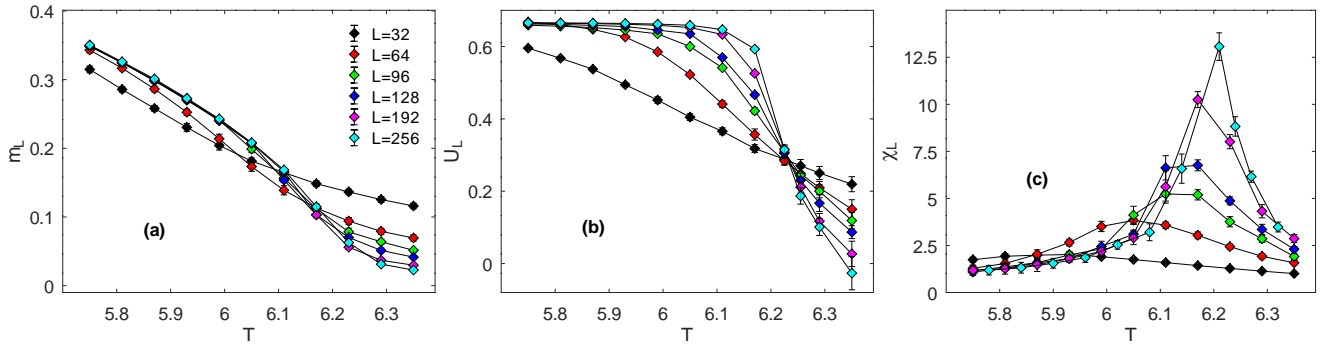 m_L
0.4
0.3
0.2
0.1
0
5.8 5.9 6 6.1 6.2 6.3
T
(a)
L=32
L=64
L=96
L=128
L=192
L=256
U_L
0.6
0.4
0.2
0
5.8 5.9 6 6.1 6.2 6.3
T
(b)
χ_L
12.5
10
7.5
5
2.5
0
5.8 5.9 6 6.1 6.2 6.3
T
(c)